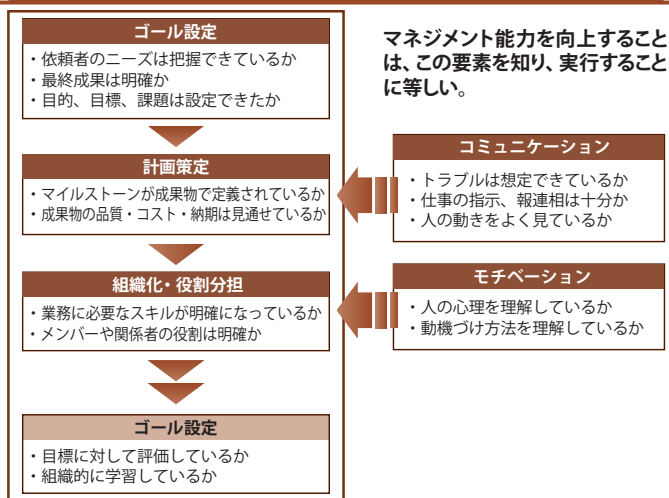 ゴール設定
・依頼者のニーズは把握できているか
・最終成果は明確か
・目的、目標、課題は設定できたか
計画策定
・マイルストーンが成果物で定義されているか
・成果物の品質・コスト・納期は見通せているか
組織化・役割分担
・業務に必要なスキルが明確になっているか
・メンバーや関係者の役割は明確か
ゴール設定
・目標に対して評価しているか
・組織的に学習しているか
マネジメント能力を向上すること
は、この要素を知り、実行すること
に等しい。
コミュニケーション
・トラブルは想定できているか
・仕事の指示、報連相は十分か
・人の動きをよく見ているか
モチベーション
・人の心理を理解しているか
・動機づけ方法を理解しているか